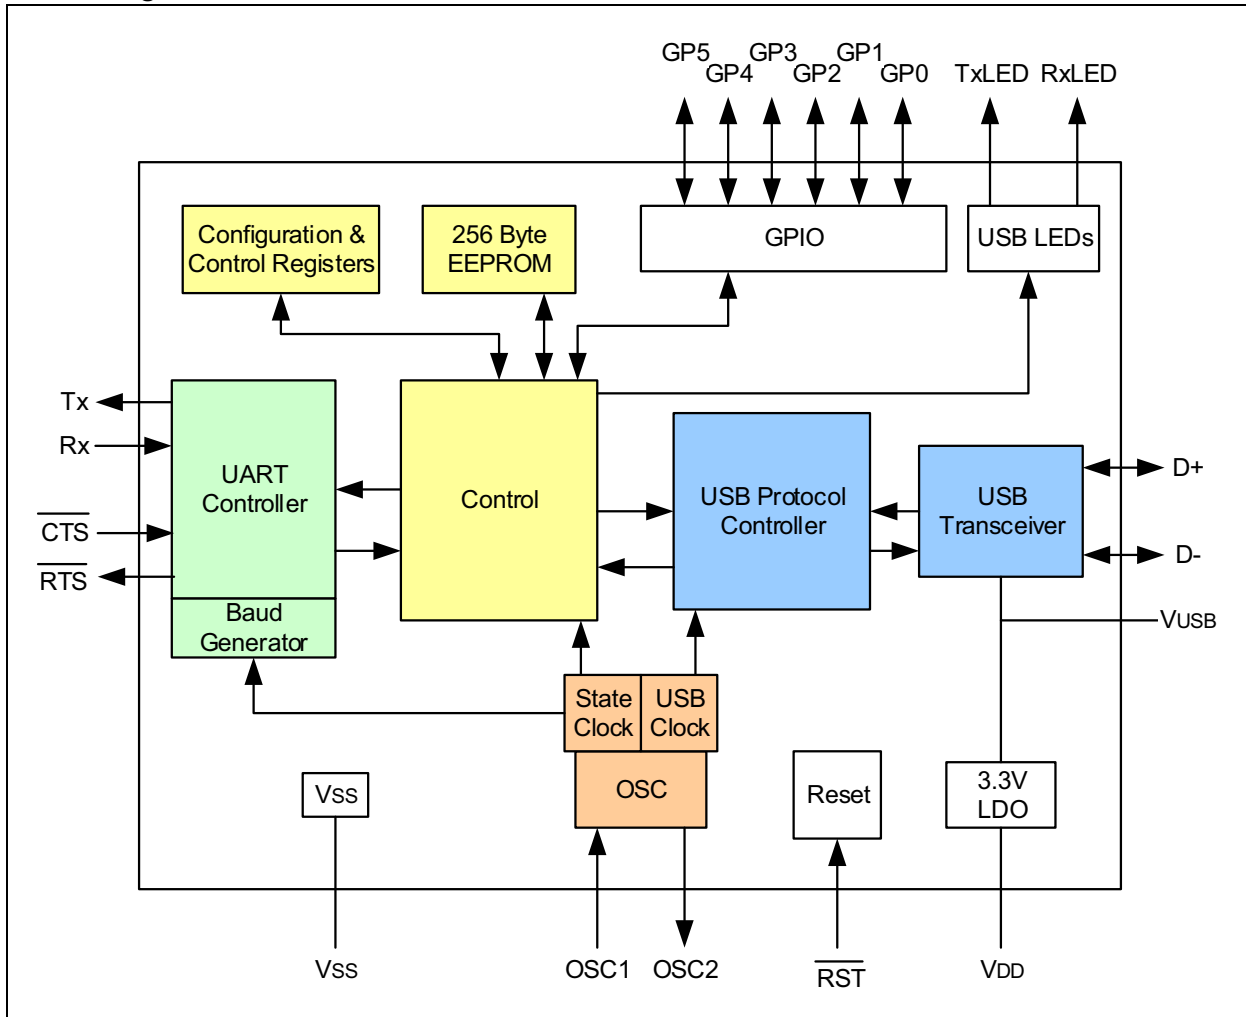 GP5 GP3 GP1
GP4 GP2 GP0 TxLED RxLED
Configuration &
Control Registers
256 Byte
EEPROM
GPIO
USB LEDs
Tx
Rx
CTS
RTS
UART
Controller
Baud
Generator
Control
USB Protocol
Controller
USB
Transceiver
D+
D-
VUSB
State
Clock
USB
Clock
OSC
Vss
Reset
3.3V
LDO
Vss
OSC1
OSC2
RST
VDD